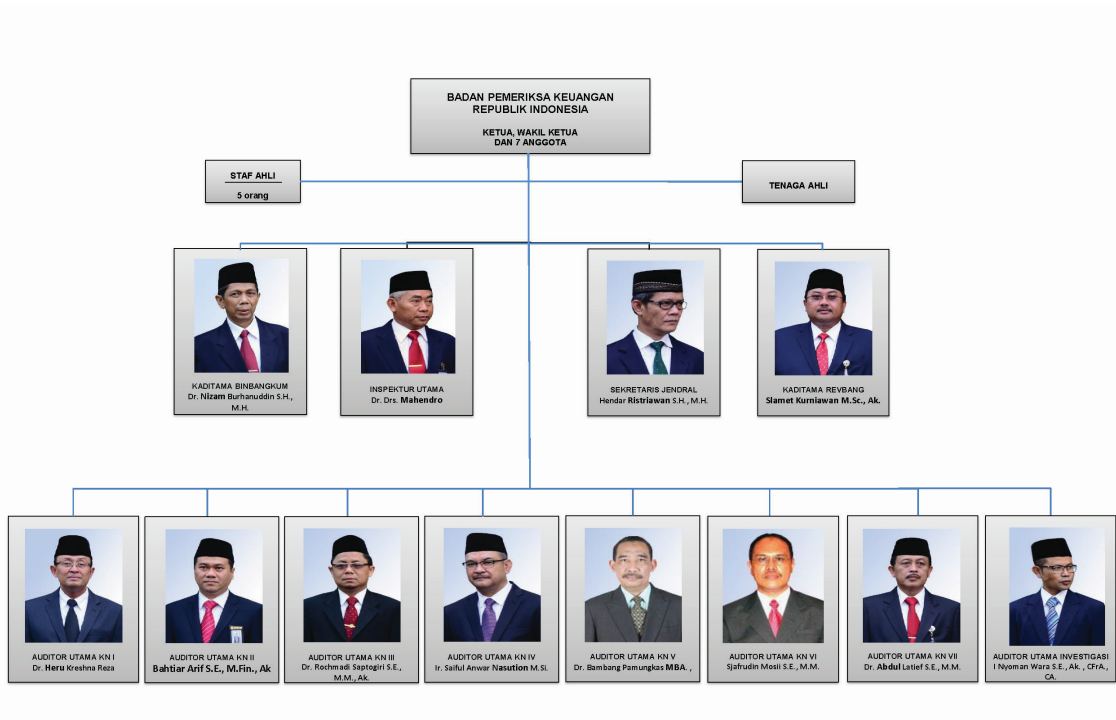 BADAN PEMERIKSA KEUANGAN
REPUBLIK INDONESIA
KETUA, WAKIL KETUA
DAN 7 ANGGOTA
STAF AHLI
5 orang
TENAGA AHLI
KADITAMA BINBANGKUM
Dr. Nizam Burhanuddin S.H.,
M.H.
INSPEKTUR UTAMA
Dr. Drs. Mahendro
SEKRETARIS JENDRAL
Hendar Ristriawan S.H., M.H.
KADITAMA REVBANG
Slamet Kurniawan M.Sc., Ak.
AUDITOR UTAMA KN I
Dr. Heru Kreshna Reza
AUDITOR UTAMA KN II
Bahtiar Arif S.E., M.Fin., Ak
AUDITOR UTAMA KN III
Dr. Rochmadi Saptogiri S.E.,
M.M., Ak.
AUDITOR UTAMA KN IV
Ir. Saiful Anwar Nasution M.Si.
AUDITOR UTAMA KN V
Dr. Bambang Pamungkas MBA. ,
AUDITOR UTAMA KN VI
Sjafrudin Mosii S.E., M.M.
AUDITOR UTAMA KN VII
Dr. Abdul Latief S.E., M.M.
AUDITOR UTAMA INVESTIGASI
I Nyoman Wara S.E., Ak. , CFrA.,
CA.